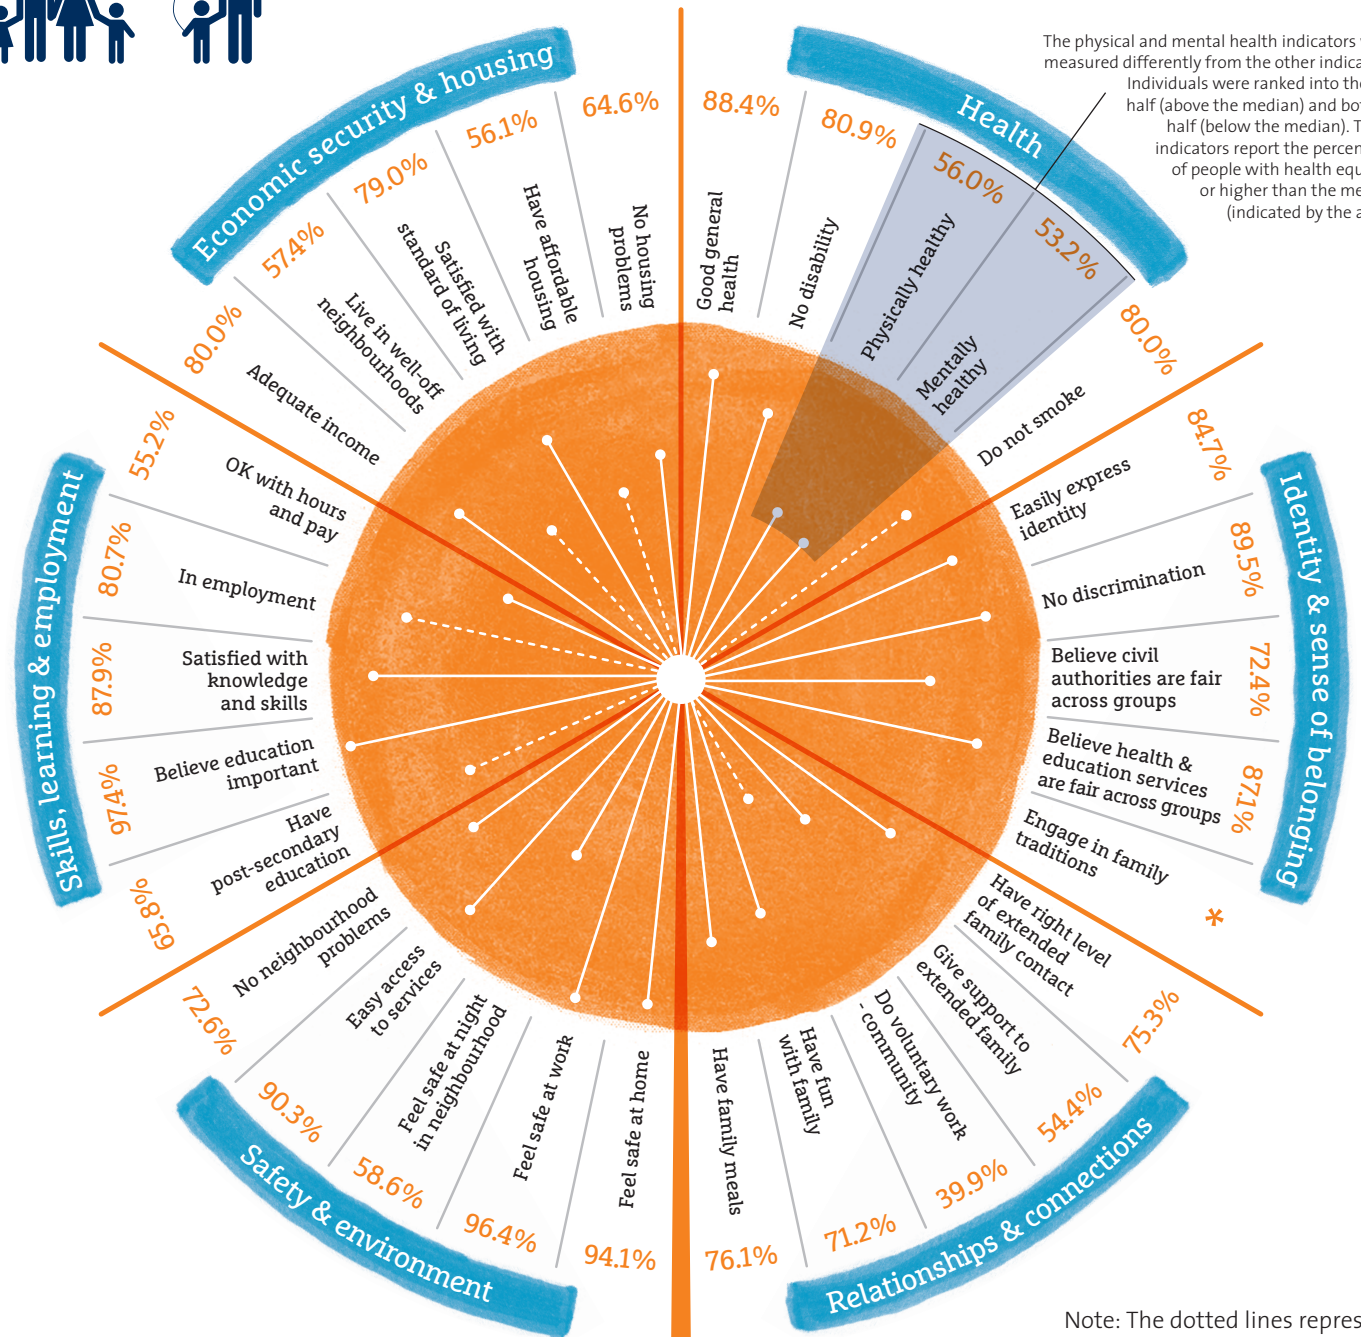 The physical and mental health indicators
measured differently from the other
Individuals were ranked into the
half (above the median) and
half (below the median).
indicators report the
of people with health
or higher than the
(indicated by the
Health
88.4%
Good general
health
80.9%
No disability
56.0%
Physically healthy
53.2%
Mentally
healthy
80.0%
Do not smoke
Identity & sense of belonging
84.7%
Easily express
identity
89.5%
No discrimination
72.4%
Believe civil
authorities are fair
across groups
87.1%
Believe health &
education services
are fair across groups
*
Engage in family
traditions
Relationships & connections
75.3%
Have right level
of extended
family contact
54.4%
Give support to
extended family
39.9%
Do voluntary work
- community
71.2%
Have fun
with family
76.1%
Have family meals
Safety & environment
94.1%
Feel safe at home
96.4%
Feel safe at work
58.6%
Feel safe at night
in neighbourhood
90.3%
Easy access
to services
72.6%
No neighbourhood
problems
Skills, learning & employment
65.8%
Have
post-secondary
education
97.4%
Believe education
important
87.9%
Satisfied with
knowledge
and skills
80.7%
In employment
55.2%
OK with hours
and pay
Economic security & housing
80.0%
Adequate income
57.4%
Live in well-off
neighbourhoods
79.0%
Satisfied with
standard of living
56.1%
Have affordable
housing
64.6%
No housing
problems
Note: The dotted lines